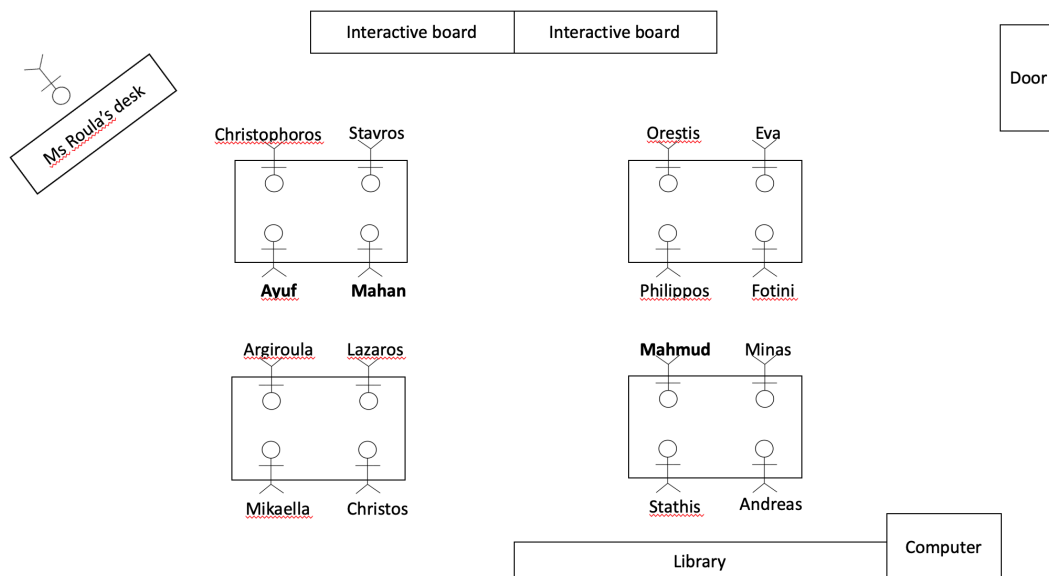 Interactive board
Interactive board
Door
Ms Roula's desk
Christophoros
Stavros
Orestis
Eva
Ayuf
Mahan
Philippos
Fotini
Argiroula
Lazaros
Mahmud
Minas
Mikaella
Christos
Stathis
Andreas
Library
Computer